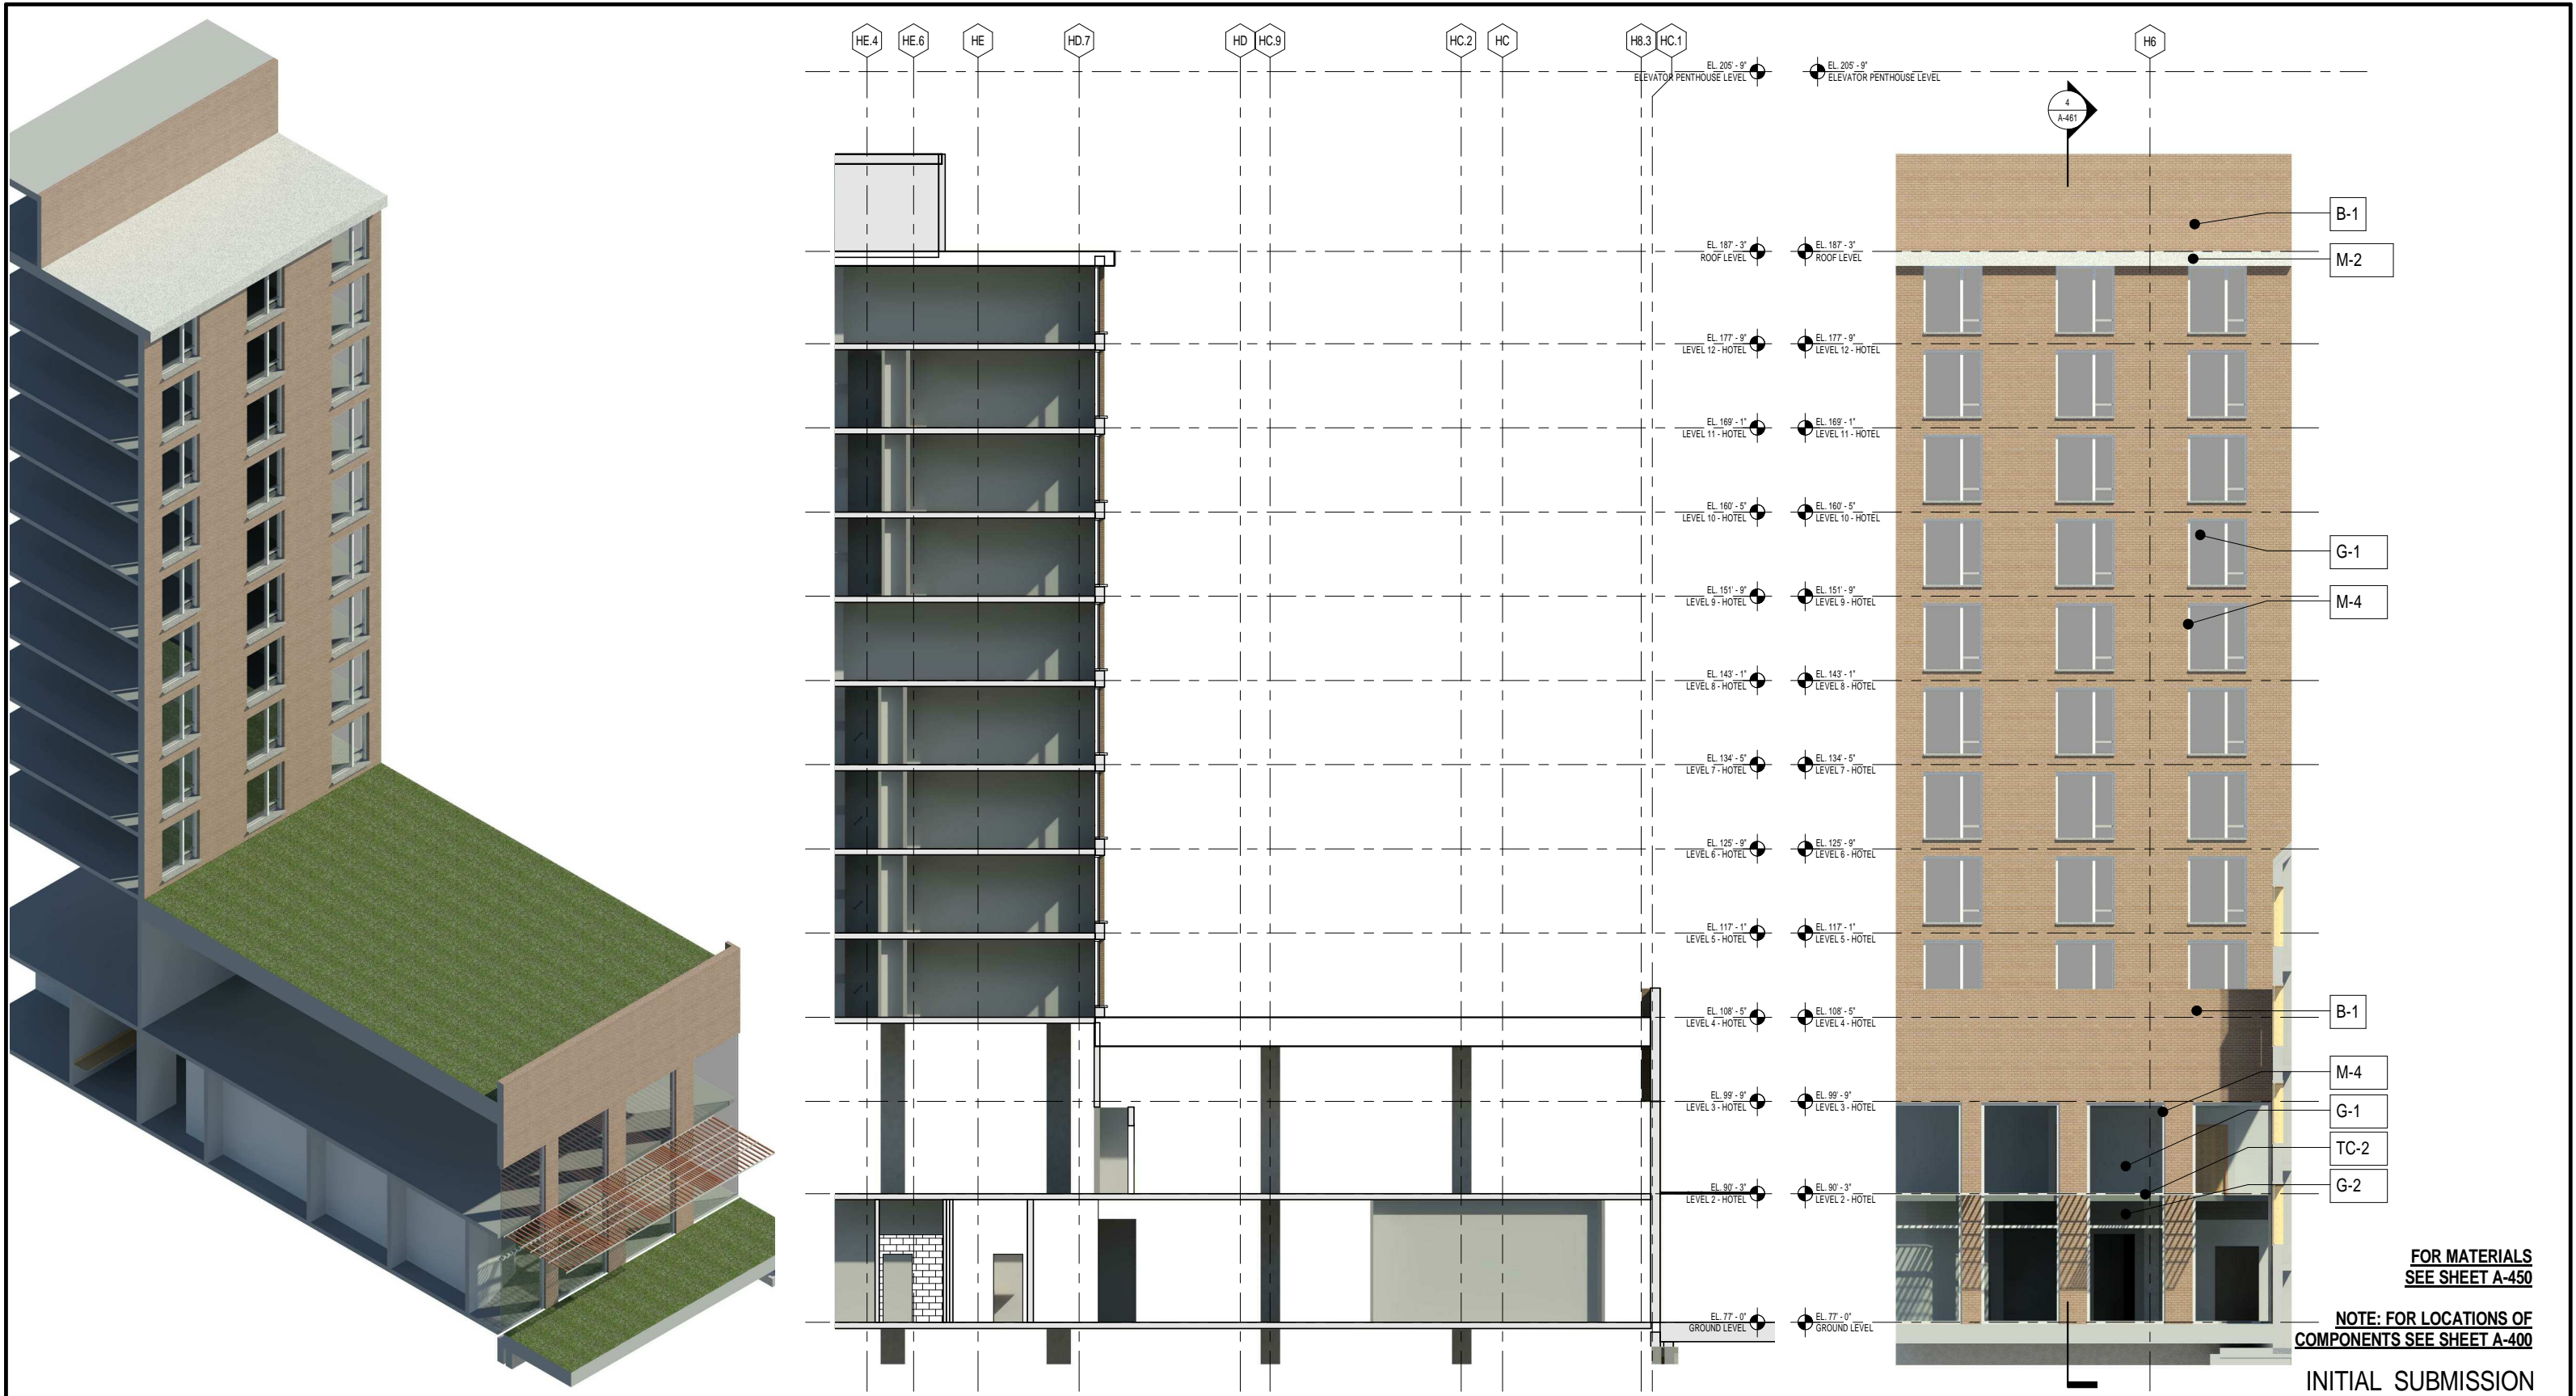 HE.4
HE.6
HE
HD.7
HD
HC.9
HC.2
HC
H8.3
HC.1
H6
EL. 205' - 9"
ELEVATOR PENTHOUSE LEVEL
EL. 205' - 9"
ELEVATOR PENTHOUSE LEVEL
4
A-461
B-1
EL. 187' - 3"
ROOF LEVEL
EL. 187' - 3"
ROOF LEVEL
M-2
EL. 177' - 9"
LEVEL 12 - HOTEL
EL. 177' - 9"
LEVEL 12 - HOTEL
EL. 169' - 1"
LEVEL 11 - HOTEL
EL. 169' - 1"
LEVEL 11 - HOTEL
EL. 160' - 5"
LEVEL 10 - HOTEL
EL. 160' - 5"
LEVEL 10 - HOTEL
G-1
EL. 151' - 9"
LEVEL 9 - HOTEL
EL. 151' - 9"
LEVEL 9 - HOTEL
M-4
EL. 143' - 1"
LEVEL 8 - HOTEL
EL. 143' - 1"
LEVEL 8 - HOTEL
EL. 134' - 5"
LEVEL 7 - HOTEL
EL. 134' - 5"
LEVEL 7 - HOTEL
EL. 125' - 9"
LEVEL 6 - HOTEL
EL. 125' - 9"
LEVEL 6 - HOTEL
EL. 117' - 1"
LEVEL 5 - HOTEL
EL. 117' - 1"
LEVEL 5 - HOTEL
EL. 108' - 5"
LEVEL 4 - HOTEL
EL. 108' - 5"
LEVEL 4 - HOTEL
B-1
M-4
EL. 99' - 9"
LEVEL 3 - HOTEL
EL. 99' - 9"
LEVEL 3 - HOTEL
G-1
TC-2
G-2
EL. 90' - 3"
LEVEL 2 - HOTEL
EL. 90' - 3"
LEVEL 2 - HOTEL
EL. 77' - 0"
GROUND LEVEL
EL. 77' - 0"
GROUND LEVEL
FOR MATERIALS
SEE SHEET A-450
NOTE: FOR LOCATIONS OF
COMPONENTS SEE SHEET A-400
INITIAL SUBMISSION